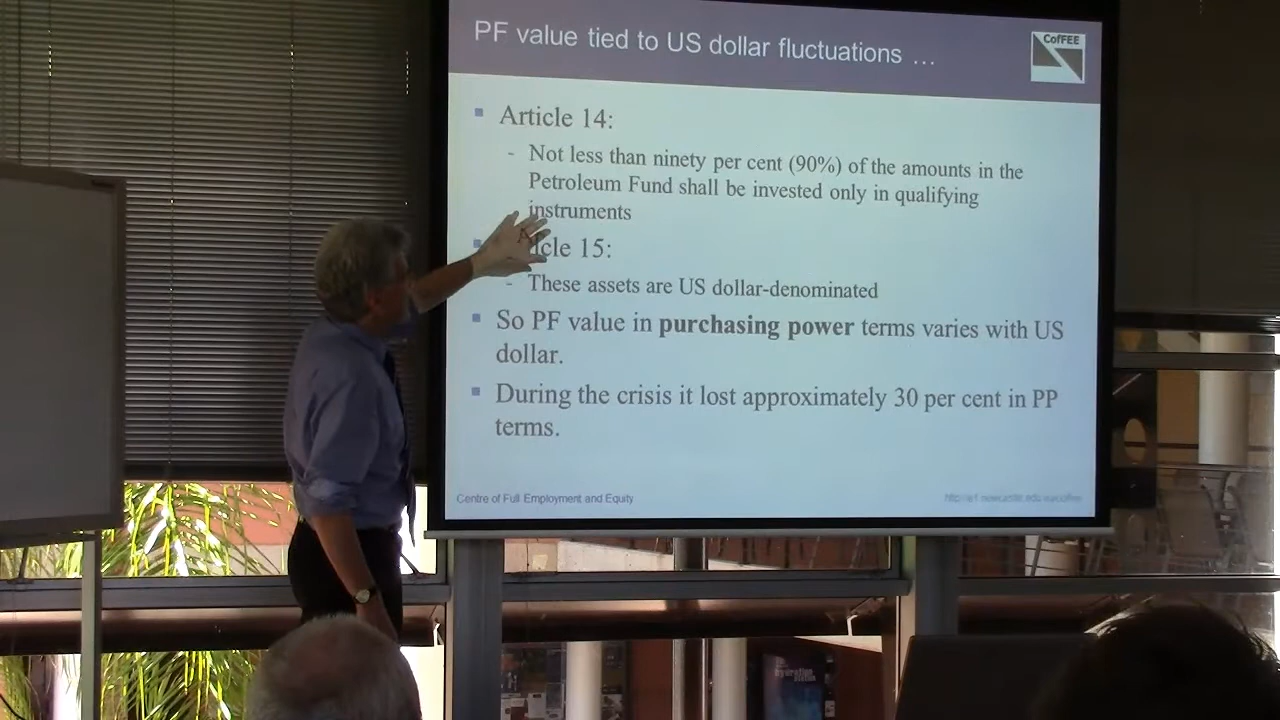 PF value tied to US dollar fluctuations …
CofFEE
Article 14:
- Not less than ninety per cent (90%) of the amounts in the
Petroleum Fund shall be invested only in qualifying
instruments
icle 15:
- These assets are US dollar-denominated
So PF value in purchasing power terms varies with US
dollar.
During the crisis it lost approximately 30 per cent in PP
terms.
Centre of Full Employment and Equity